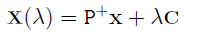 X(λ) = P⁺x + λC